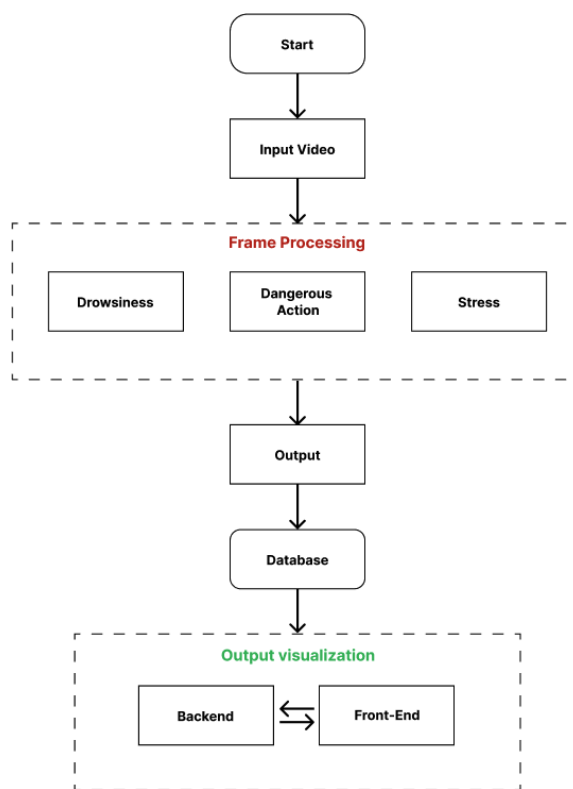 Start
Input Video
Frame Processing
Drowsiness
Dangerous
Action
Stress
Output
Database
Output visualization
Backend
Front-End